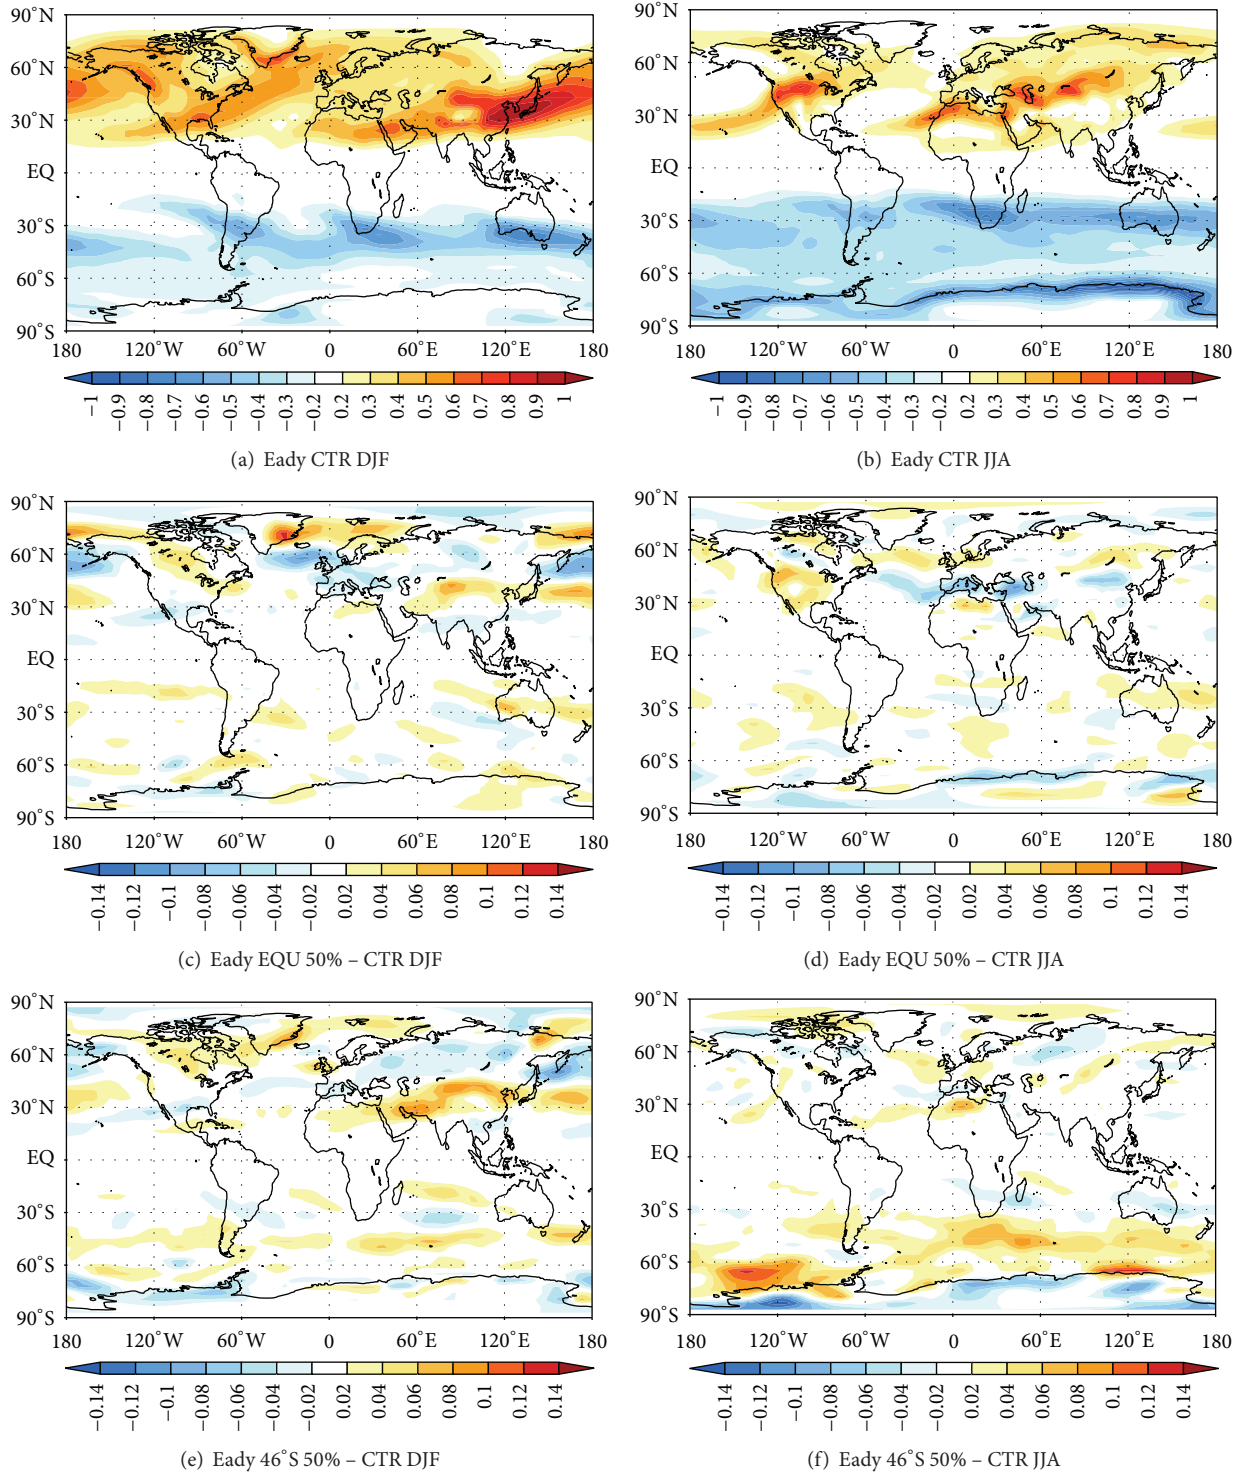 90°N 90°N
60°N 60°N
30°N 30°N
EQ EQ
30°S 30°S
60°S 60°S
90°S 90°S
180 120°W 60°W 0 60°E 120°E 180 180 120°W 60°W 0 60°E 120°E 180
−1 −0.9 −0.8 −0.7 −0.6 −0.5 −0.4 −0.3 −0.2 0.2 0.3 0.4 0.5 0.6 0.7 0.8 0.9 1 −1 −0.9 −0.8 −0.7 −0.6 −0.5 −0.4 −0.3 −0.2 0.2 0.3 0.4 0.5 0.6 0.7 0.8 0.9 1
(a) Eady CTR DJF (b) Eady CTR JJA
90°N 90°N
60°N 60°N
30°N 30°N
EQ EQ
30°S 30°S
60°S 60°S
90°S 90°S
180 120°W 60°W 0 60°E 120°E 180 180 120°W 60°W 0 60°E 120°E 180
−0.14 −0.12 −0.1 −0.08 −0.06 −0.04 −0.02 0.02 0.04 0.06 0.08 0.1 0.12 0.14 −0.14 −0.12 −0.1 −0.08 −0.06 −0.04 −0.02 0.02 0.04 0.06 0.08 0.1 0.12 0.14
(c) Eady EQU 50% – CTR DJF (d) Eady EQU 50% – CTR JJA
90°N 90°N
60°N 60°N
30°N 30°N
EQ EQ
30°S 30°S
60°S 60°S
90°S 90°S
180 120°W 60°W 0 60°E 120°E 180 180 120°W 60°W 0 60°E 120°E 180
−0.14 −0.12 −0.1 −0.08 −0.06 −0.04 −0.02 0.02 0.04 0.06 0.08 0.1 0.12 0.14 −0.14 −0.12 −0.1 −0.08 −0.06 −0.04 −0.02 0.02 0.04 0.06 0.08 0.1 0.12 0.14
(e) Eady 46°S 50% – CTR DJF (f) Eady 46°S 50% – CTR JJA